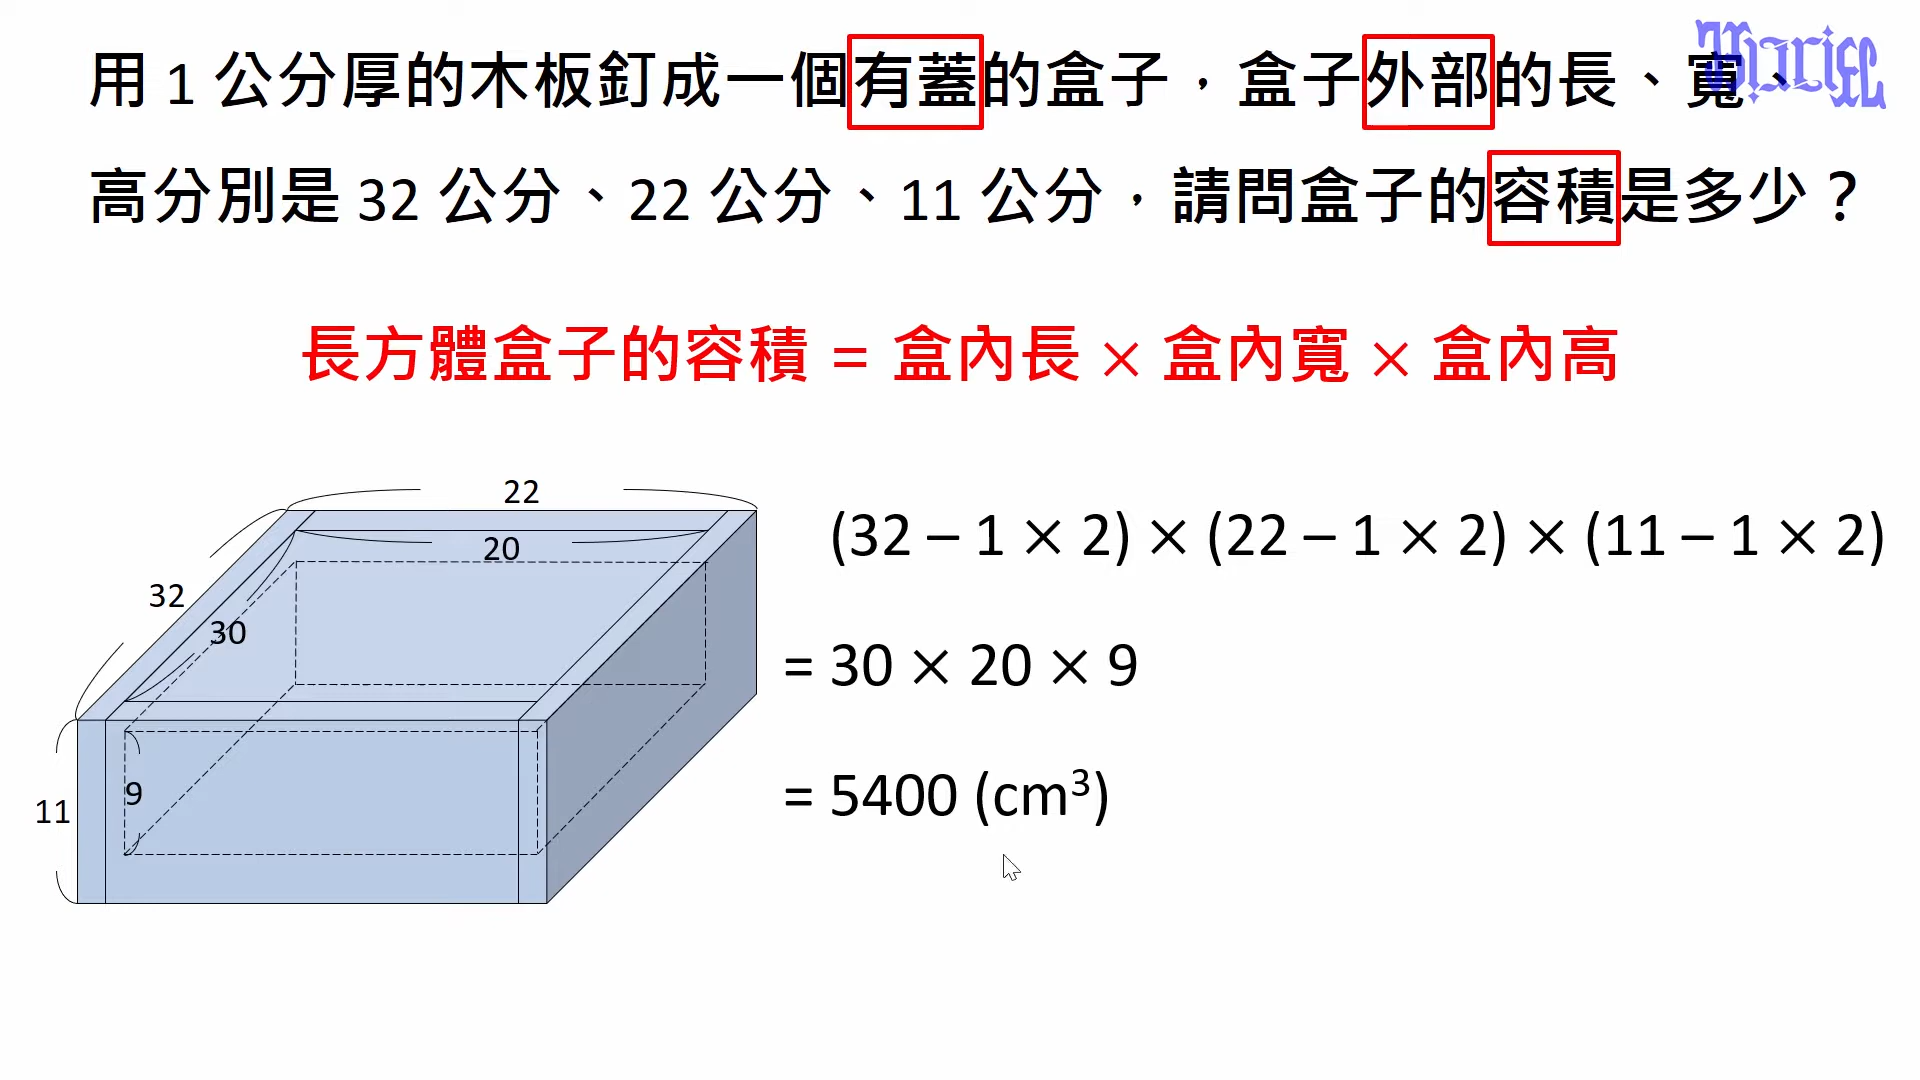 用 1 公分厚的木板釘成一個有蓋的盒子，盒子外部的長、寬、
高分別是 32 公分、22 公分、11 公分，請問盒子的容積是多少？
長方體盒子的容積 = 盒內長 × 盒內寬 × 盒內高
22
20
32
30
11
9
(32 – 1 × 2) × (22 – 1 × 2) × (11 – 1 × 2)
= 30 × 20 × 9
= 5400 (cm³)